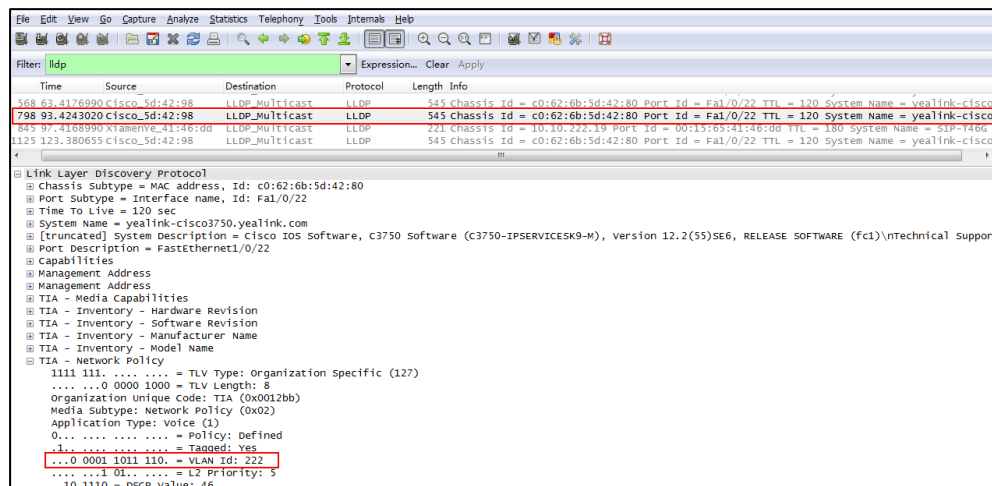 File Edit View Go Capture Analyze Statistics Telephony Tools Internals Help
Filter: lldp Expression... Clear Apply
Time Source Destination Protocol Length Info
568 63.4176990 Cisco_5d:42:98 LLDP_Multicast LLDP 545 Chassis Id = c0:62:6b:5d:42:80 Port Id = Fa1/0/22 TTL = 120 System Name = yealink-cisco
798 93.4243020 Cisco_5d:42:98 LLDP_Multicast LLDP 545 Chassis Id = c0:62:6b:5d:42:80 Port Id = Fa1/0/22 TTL = 120 System Name = yealink-cisco
845 97.4168990 XiamenYe_41:46:dd LLDP_Multicast LLDP 221 Chassis Id = 10.10.222.19 Port Id = 00:15:65:41:46:dd TTL = 180 System Name = SIP-T46G
1125 123.380655 Cisco_5d:42:98 LLDP_Multicast LLDP 545 Chassis Id = c0:62:6b:5d:42:80 Port Id = Fa1/0/22 TTL = 120 System Name = yealink-cisco
Link Layer Discovery Protocol
Chassis Subtype = MAC address, Id: c0:62:6b:5d:42:80
Port Subtype = Interface name, Id: Fa1/0/22
Time To Live = 120 sec
System Name = yealink-cisco3750.yealink.com
[truncated] System Description = Cisco IOS Software, C3750 Software (C3750-IPSERVICESK9-M), Version 12.2(55)SE6, RELEASE SOFTWARE (fc1)\nTechnical Suppor
Port Description = FastEthernet1/0/22
Capabilities
Management Address
Management Address
TIA - Media Capabilities
TIA - Inventory - Hardware Revision
TIA - Inventory - Software Revision
TIA - Inventory - Manufacturer Name
TIA - Inventory - Model Name
TIA - Network Policy
1111 111. .... .... = TLV Type: Organization Specific (127)
.... ...0 0000 1000 = TLV Length: 8
Organization Unique Code: TIA (0x0012bb)
Media Subtype: Network Policy (0x02)
Application Type: Voice (1)
0... .... .... .... = Policy: Defined
.1.. .... .... .... = Tagged: Yes
...0 0001 1011 110. = VLAN Id: 222
.... ...1 01.. .... = L2 Priority: 5
..10 1110 = DSCP Value: 46